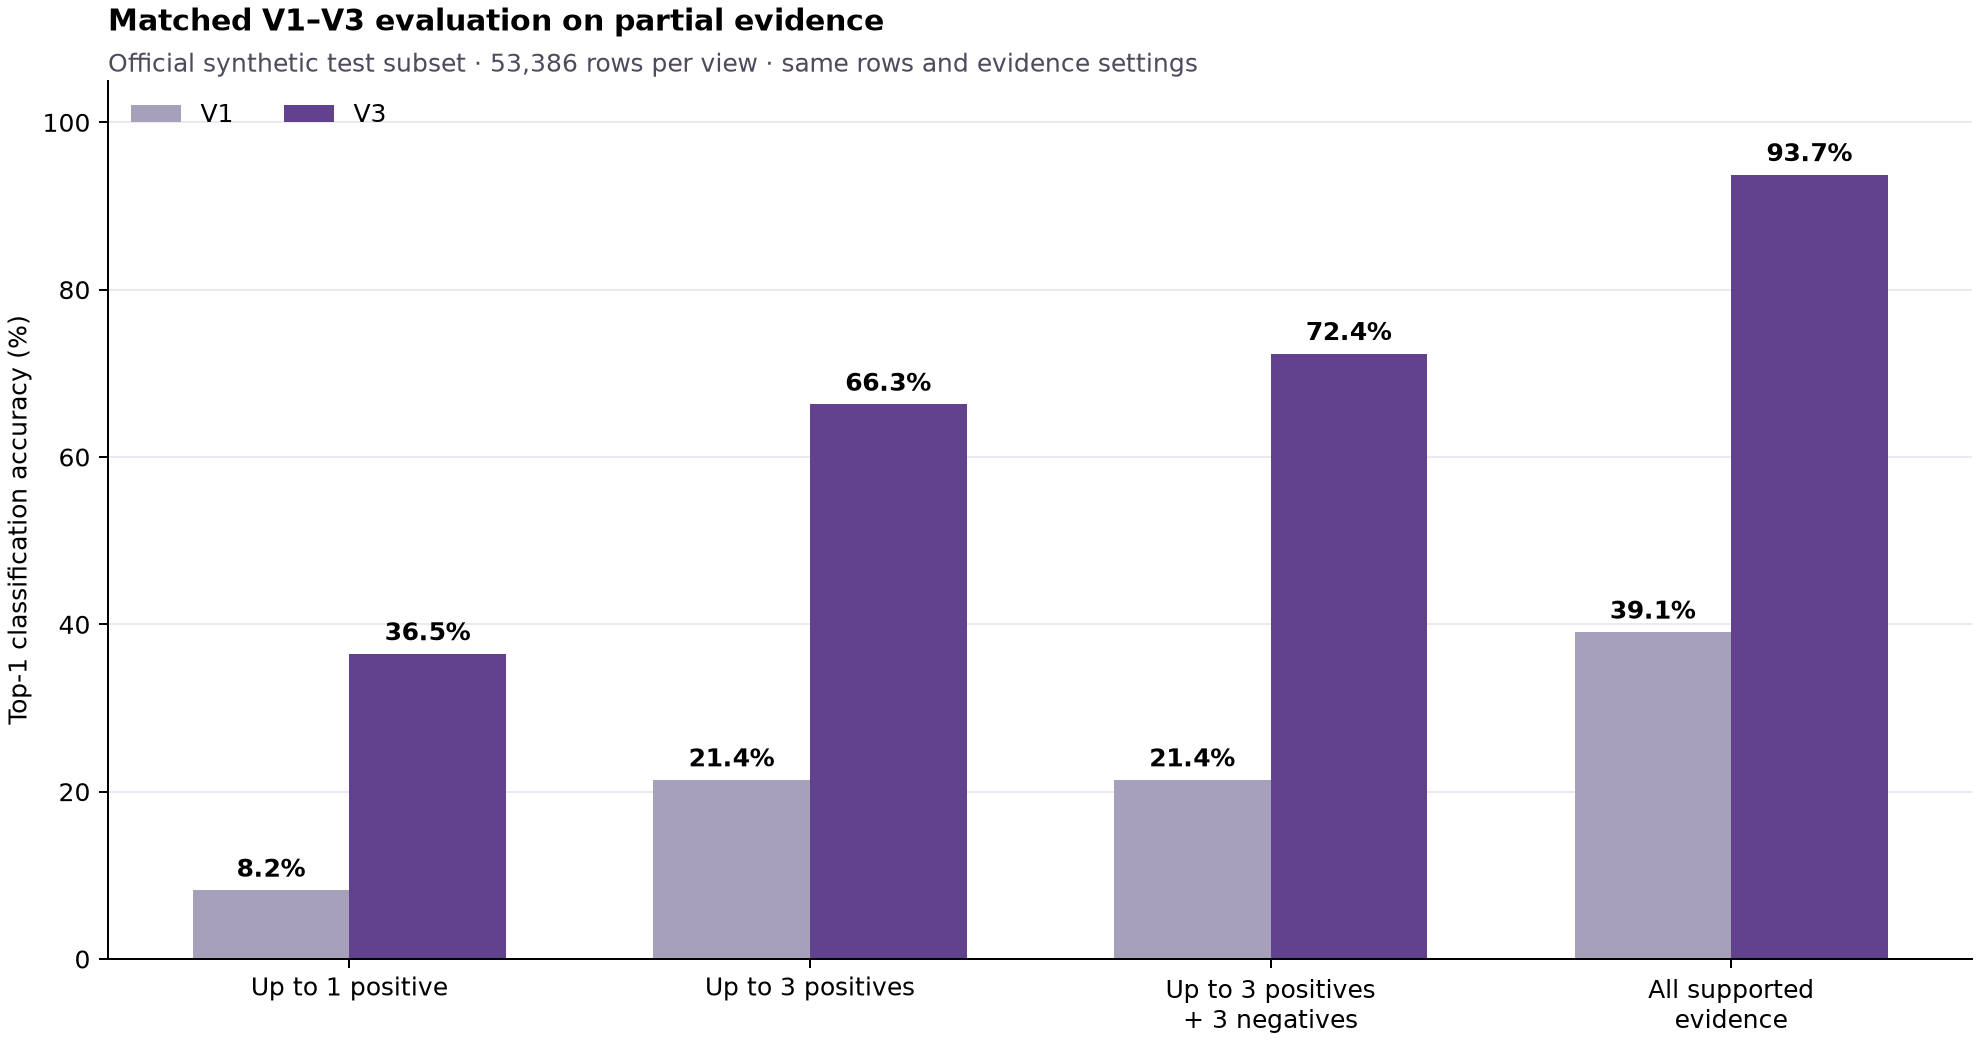 Matched V1–V3 evaluation on partial evidence
Official synthetic test subset · 53,386 rows per view · same rows and evidence settings
V1
V3
Top-1 classification accuracy (%)
100
80
60
40
20
0
8.2%
36.5%
21.4%
66.3%
21.4%
72.4%
39.1%
93.7%
Up to 1 positive
Up to 3 positives
Up to 3 positives
+ 3 negatives
All supported
evidence